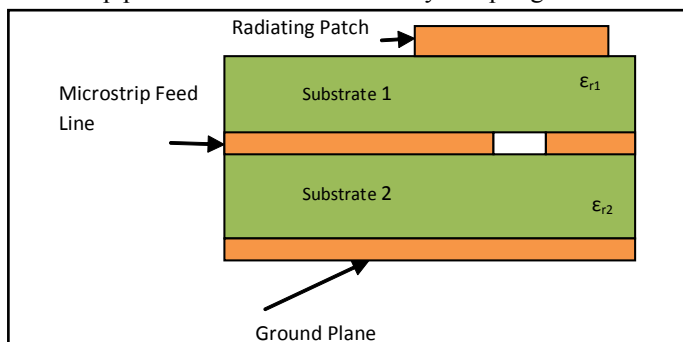 Radiating Patch
εr1
Substrate 1
Microstrip Feed
Line
Substrate 2
εr2
Ground Plane